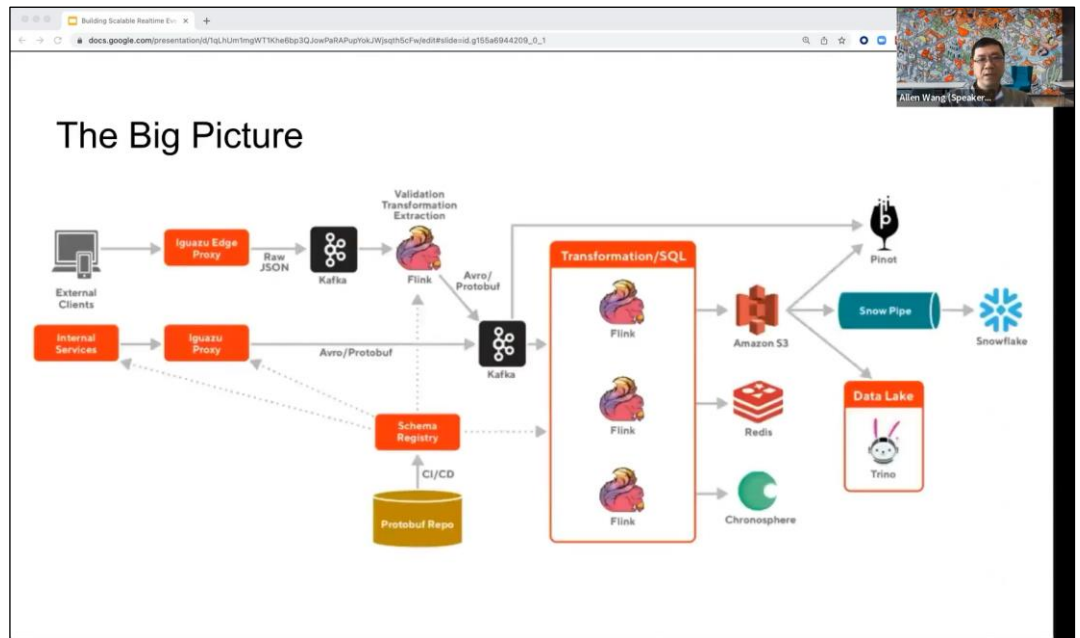 Building Scalable Realtime Eve
docs.google.com/presentation/d/1qLhUm1mgWT1Khe6bp3QJowPaRAPupYokJWjsqth5cFw/edit#slide=id.g155a6944209_0_1
Allen Wang (Speaker...
The Big Picture
Validation
Transformation
Extraction
Iguazu Edge
Proxy
Raw
JSON
Kafka
Flink
External
Clients
Avro/
Protobuf
Internal
Services
Iguazu
Proxy
Avro/Protobuf
Kafka
Schema
Registry
CI/CD
Protobuf Repo
Transformation/SQL
Flink
Flink
Flink
Pinot
Amazon S3
Snow Pipe
Snowflake
Redis
Data Lake
Trino
Chronosphere